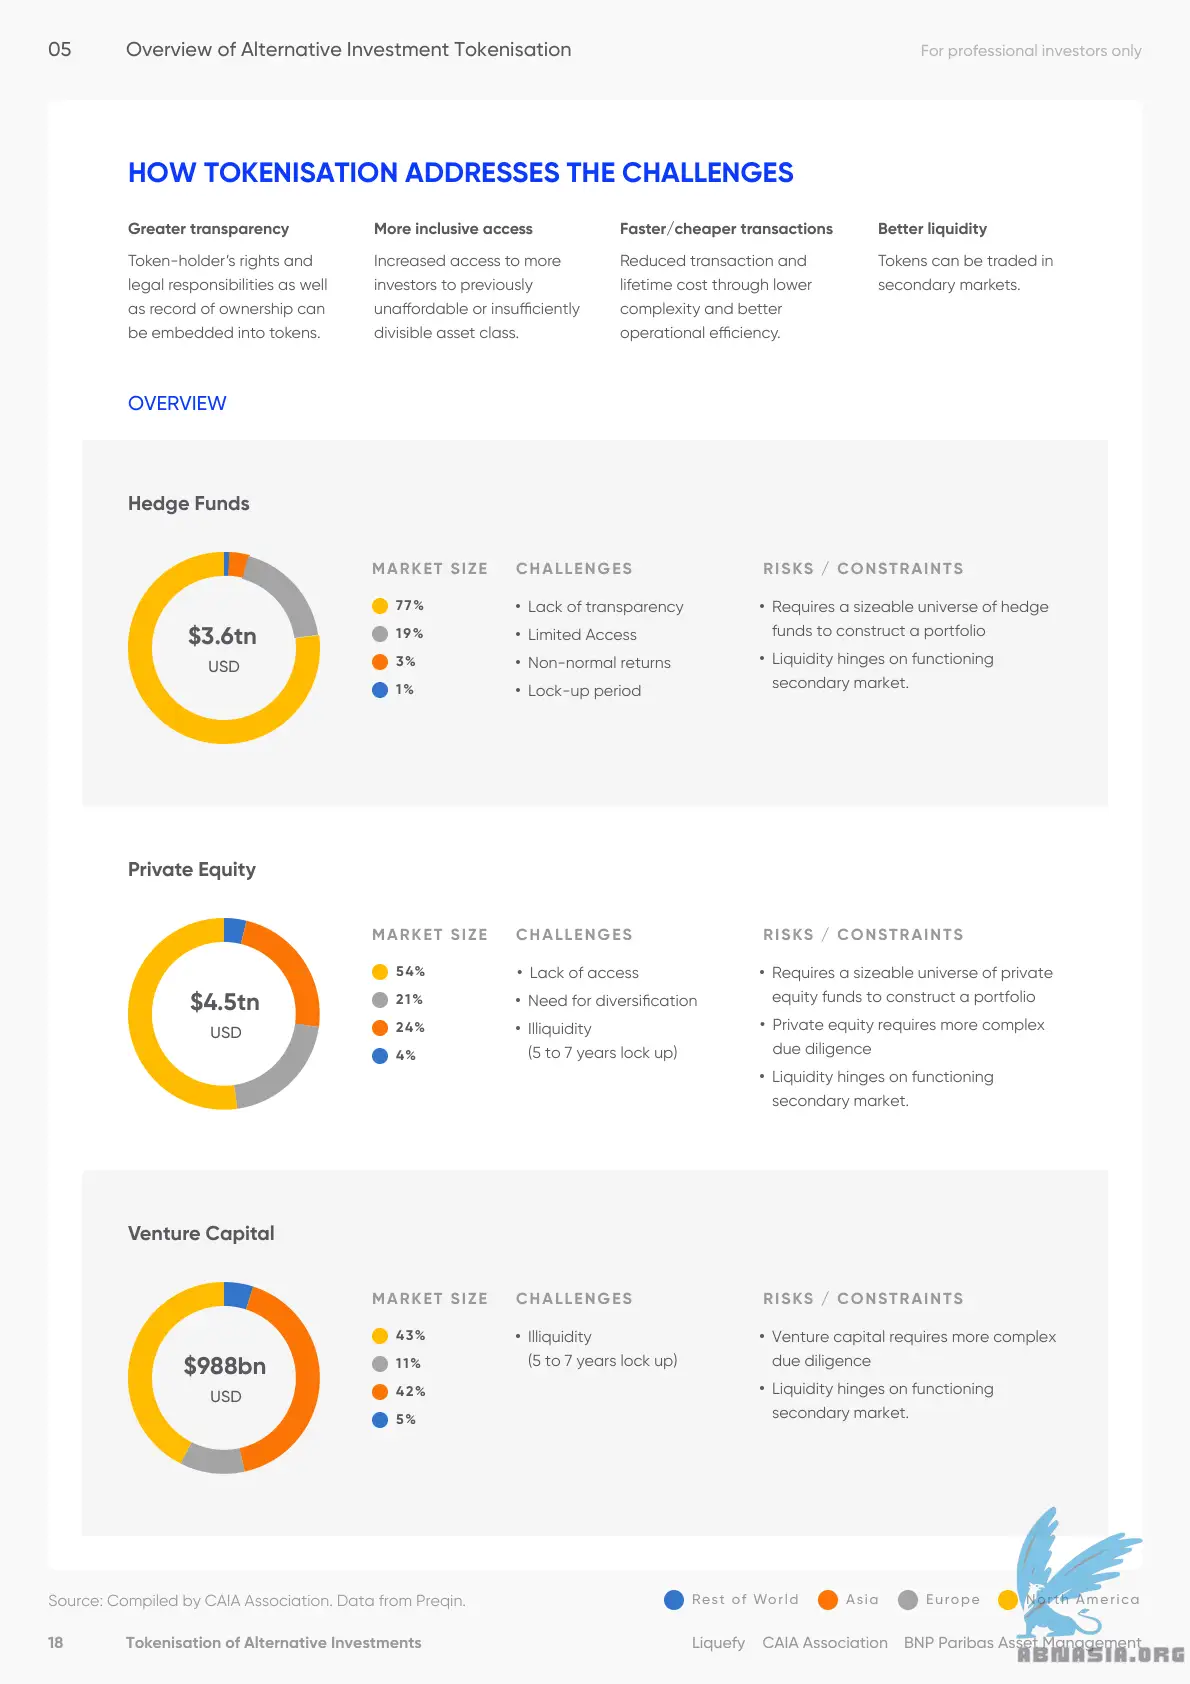 05 Overview of Alternative Investment Tokenisation For professional investors only
HOW TOKENISATION ADDRESSES THE CHALLENGES
Greater transparency
Token-holder's rights and
legal responsibilities as well
as record of ownership can
be embedded into tokens.
More inclusive access
Increased access to more
investors to previously
unaffordable or insufficiently
divisible asset class.
Faster/cheaper transactions
Reduced transaction and
lifetime cost through lower
complexity and better
operational efficiency.
Better liquidity
Tokens can be traded in
secondary markets.
OVERVIEW
Hedge Funds
$3.6tn
USD
MARKET SIZE
77%
19%
3%
1%
CHALLENGES
• Lack of transparency
• Limited Access
• Non-normal returns
• Lock-up period
RISKS / CONSTRAINTS
• Requires a sizeable universe of hedge
funds to construct a portfolio
• Liquidity hinges on functioning
secondary market.
Private Equity
$4.5tn
USD
MARKET SIZE
54%
21%
24%
4%
CHALLENGES
• Lack of access
• Need for diversification
• Illiquidity
(5 to 7 years lock up)
RISKS / CONSTRAINTS
• Requires a sizeable universe of private
equity funds to construct a portfolio
• Private equity requires more complex
due diligence
• Liquidity hinges on functioning
secondary market.
Venture Capital
$988bn
USD
MARKET SIZE
43%
11%
42%
5%
CHALLENGES
• Illiquidity
(5 to 7 years lock up)
RISKS / CONSTRAINTS
• Venture capital requires more complex
due diligence
• Liquidity hinges on functioning
secondary market.
Source: Compiled by CAIA Association. Data from Preqin.
Rest of World Asia Europe North America
18 Tokenisation of Alternative Investments
Liquefy CAIA Association BNP Paribas Asset Management
ABNASIA.ORG